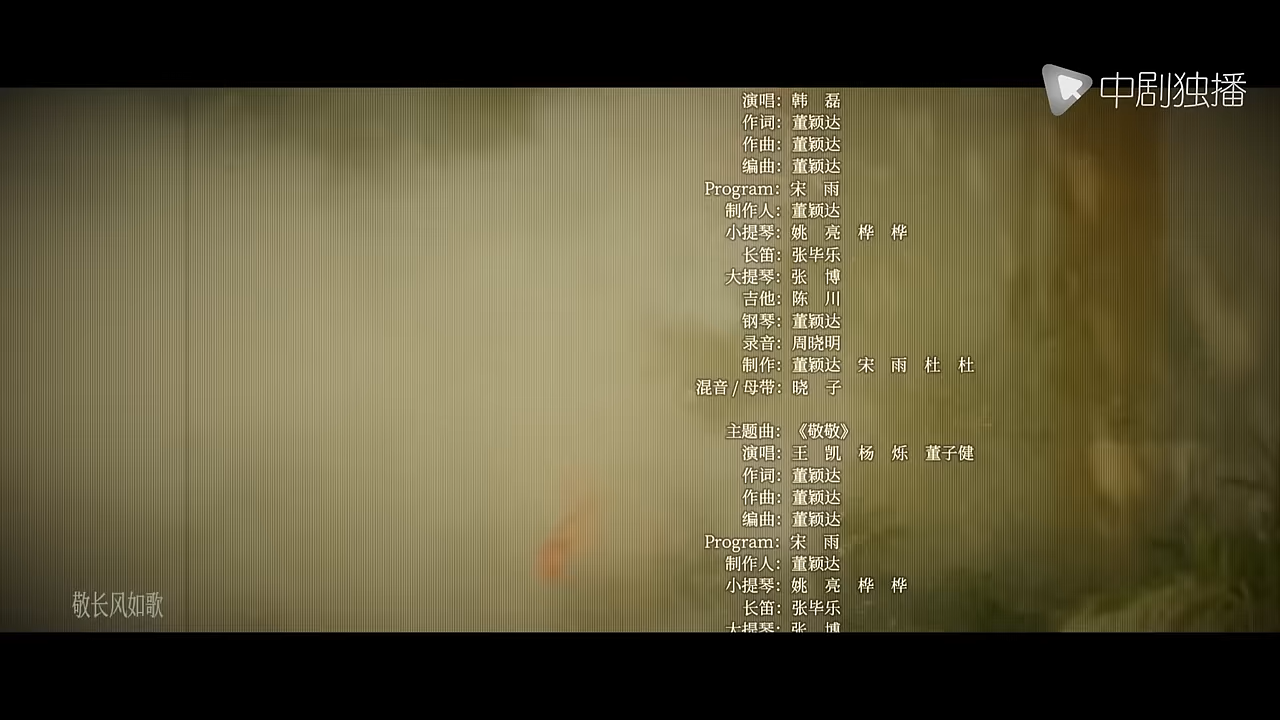 中剧独播
演唱：韩　磊
作词：董颖达
作曲：董颖达
编曲：董颖达
Program：宋　雨
制作人：董颖达
小提琴：姚　亮　桦　桦
长笛：张毕乐
大提琴：张　博
吉他：陈　川
钢琴：董颖达
录音：周晓明
制作：董颖达　宋　雨　杜　杜
混音 / 母带：晓　子
主题曲：《敬敬》
演唱：王　凯　杨　烁　董子健
作词：董颖达
作曲：董颖达
编曲：董颖达
Program：宋　雨
制作人：董颖达
小提琴：姚　亮　桦　桦
长笛：张毕乐
大提琴：张　博
敬长风如歌